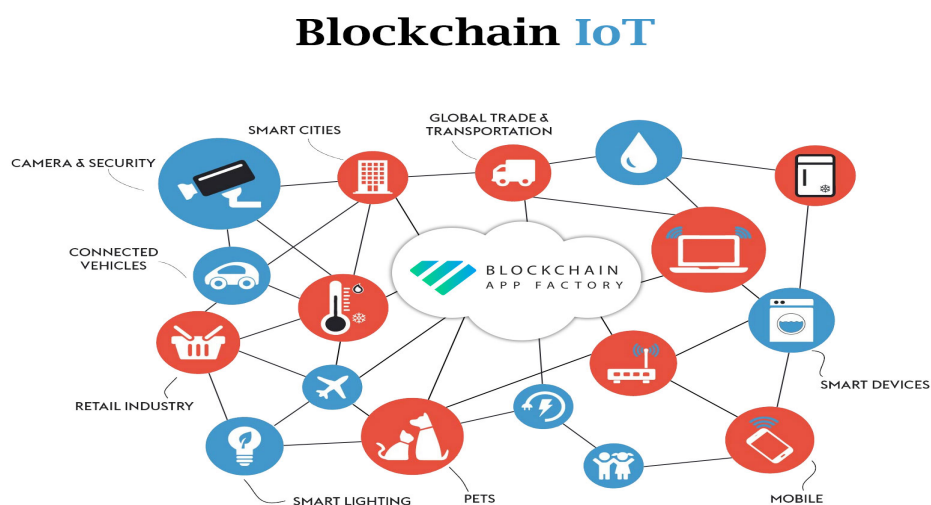 Blockchain IoT
GLOBAL TRADE &
TRANSPORTATION
SMART CITIES
CAMERA & SECURITY
CONNECTED
VEHICLES
BLOCKCHAIN
APP FACTORY
SMART DEVICES
RETAIL INDUSTRY
SMART LIGHTING
PETS
MOBILE